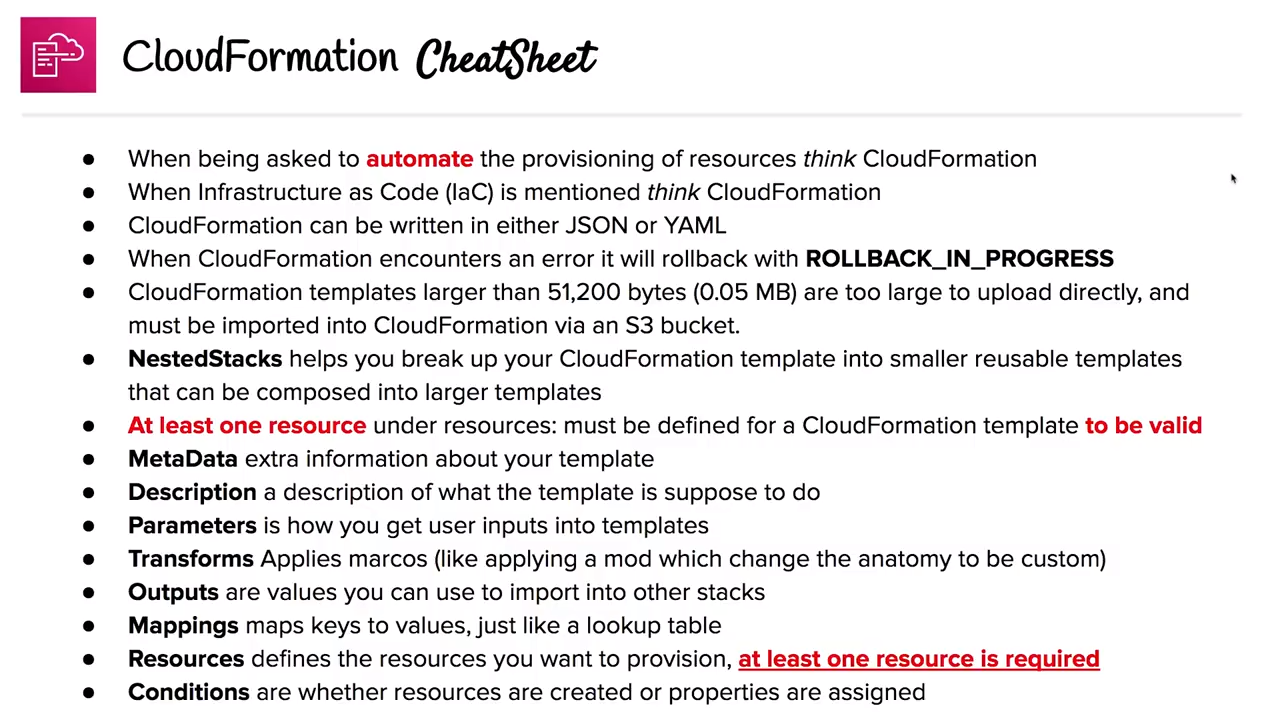 CloudFormation CheatSheet
● When being asked to automate the provisioning of resources think CloudFormation
● When Infrastructure as Code (IaC) is mentioned think CloudFormation
● CloudFormation can be written in either JSON or YAML
● When CloudFormation encounters an error it will rollback with ROLLBACK_IN_PROGRESS
● CloudFormation templates larger than 51,200 bytes (0.05 MB) are too large to upload directly, and
must be imported into CloudFormation via an S3 bucket.
● NestedStacks helps you break up your CloudFormation template into smaller reusable templates
that can be composed into larger templates
● At least one resource under resources: must be defined for a CloudFormation template to be valid
● MetaData extra information about your template
● Description a description of what the template is suppose to do
● Parameters is how you get user inputs into templates
● Transforms Applies marcos (like applying a mod which change the anatomy to be custom)
● Outputs are values you can use to import into other stacks
● Mappings maps keys to values, just like a lookup table
● Resources defines the resources you want to provision, at least one resource is required
● Conditions are whether resources are created or properties are assigned